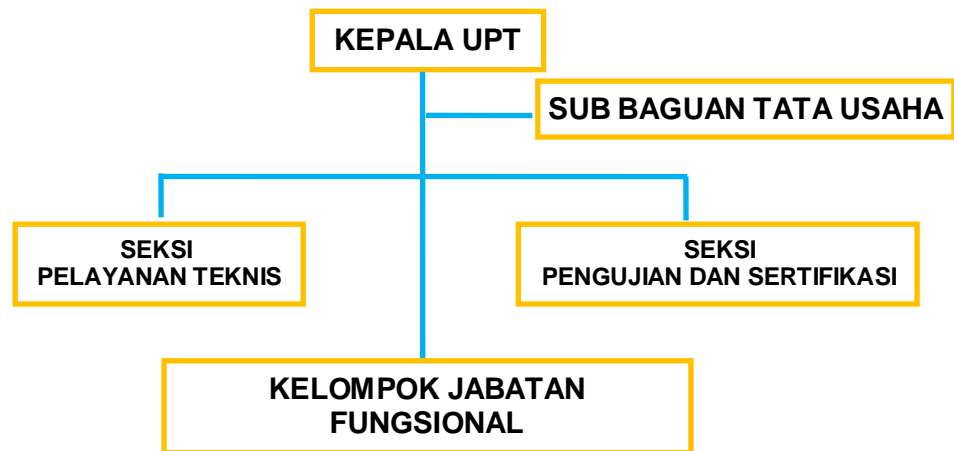 KEPALA UPT
SUB BAGUAN TATA USAHA
SEKSI
PELAYANAN TEKNIS
SEKSI
PENGUJIAN DAN SERTIFIKASI
KELOMPOK JABATAN
FUNGSIONAL